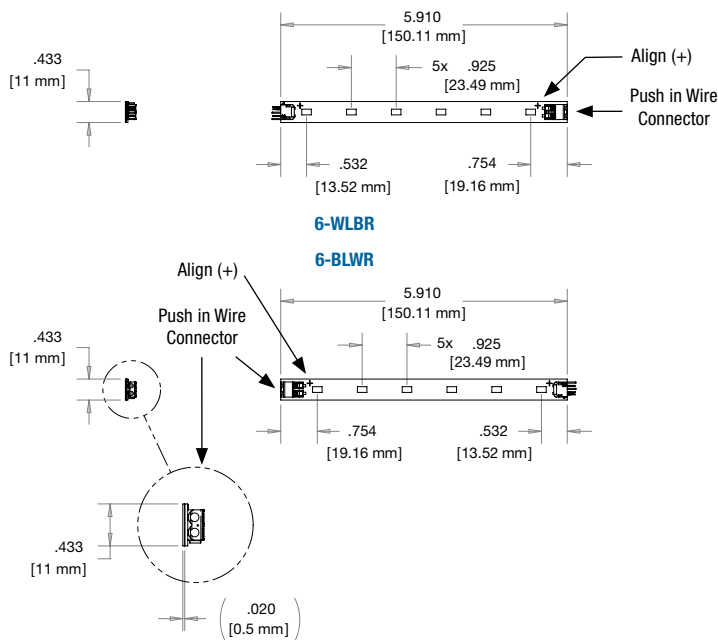 5.910
[150.11 mm]
.433
[11 mm]
5x .925
[23.49 mm]
Align (+)
Push in Wire
Connector
+ +
.532
[13.52 mm]
.754
[19.16 mm]
6-WLBR
6-BLWR
Align (+)
5.910
[150.11 mm]
Push in Wire
Connector
.433
[11 mm]
5x .925
[23.49 mm]
+
.754
[19.16 mm]
.532
[13.52 mm]
.433
[11 mm]
.020
[0.5 mm]